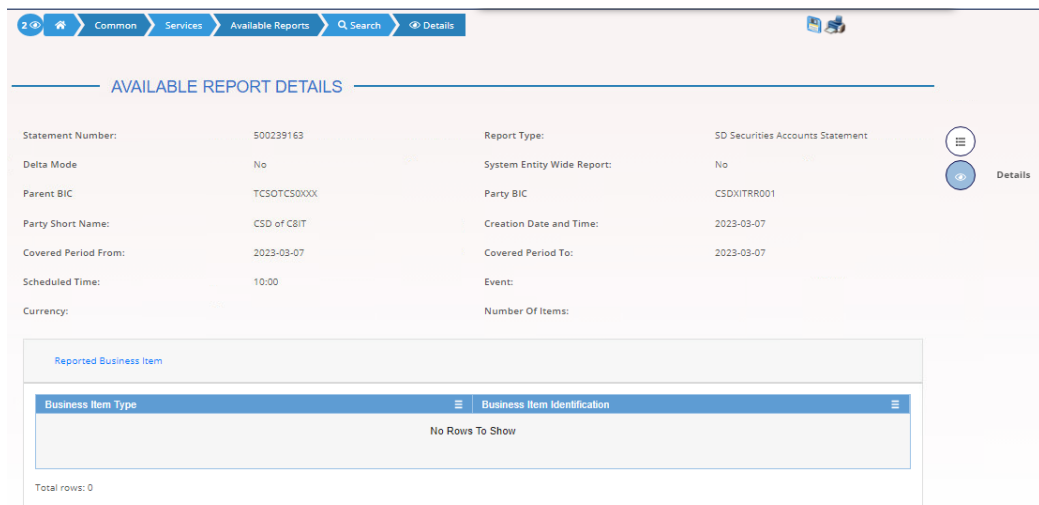 2 Common Services Available Reports Search Details
AVAILABLE REPORT DETAILS
Statement Number: 500239163 Report Type: SD Securities Accounts Statement
Delta Mode No System Entity Wide Report: No
Details
Parent BIC TCSOTCS0XXX Party BIC CSDXITRR001
Party Short Name: CSD of C8IT Creation Date and Time: 2023-03-07
Covered Period From: 2023-03-07 Covered Period To: 2023-03-07
Scheduled Time: 10:00 Event:
Currency: Number Of Items:
Reported Business Item
Business Item Type Business Item Identification
No Rows To Show
Total rows: 0